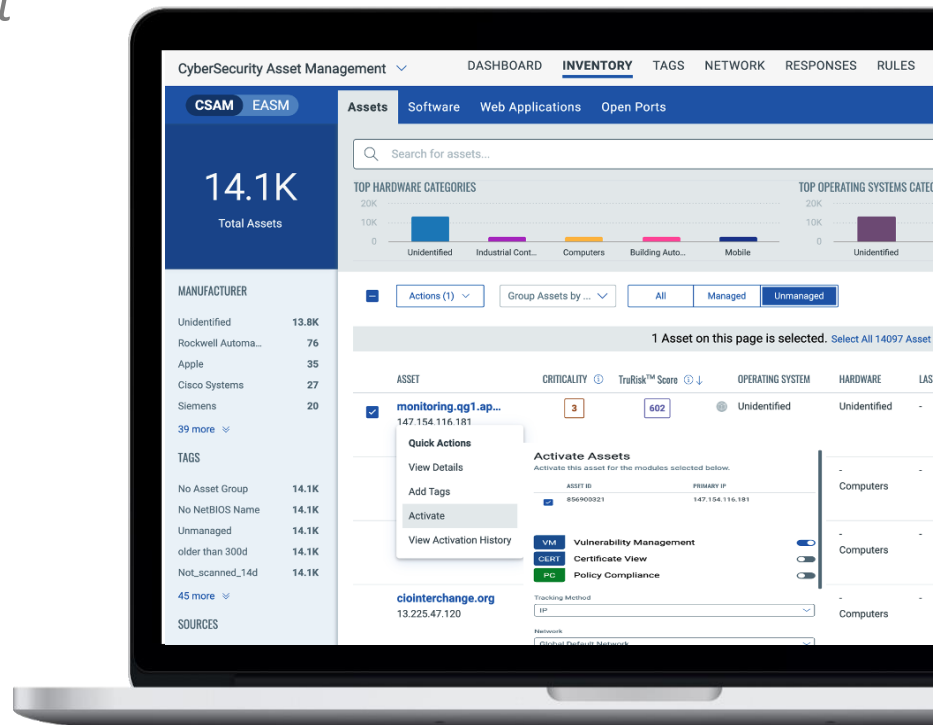 CyberSecurity Asset Management
DASHBOARD INVENTORY TAGS NETWORK RESPONSES RULES
CSAM EASM
Assets Software Web Applications Open Ports
14.1K
Total Assets
Search for assets...
TOP HARDWARE CATEGORIES
20K
10K
0
Unidentified Industrial Cont... Computers Building Auto... Mobile
TOP OPERATING SYSTEMS CATEG
20K
10K
0
Unidentified
MANUFACTURER
Unidentified 13.8K
Rockwell Automa... 76
Apple 35
Cisco Systems 27
Siemens 20
39 more
TAGS
No Asset Group 14.1K
No NetBIOS Name 14.1K
Unmanaged 14.1K
older than 300d 14.1K
Not_scanned_14d 14.1K
45 more
SOURCES
Actions (1) Group Assets by ... All Managed Unmanaged
1 Asset on this page is selected. Select All 14097 Asset
ASSET CRITICALITY TruRisk™ Score OPERATING SYSTEM HARDWARE LAS
monitoring.qg1.ap... 3 602 Unidentified Unidentified -
147.154.116.181
Quick Actions
View Details
Add Tags
Activate
View Activation History
Activate Assets
Activate this asset for the modules selected below.
ASSET ID PRIMARY IP
856900321 147.154.116.181
VM Vulnerability Management
CERT Certificate View
PC Policy Compliance
Tracking Method
IP
Network
Global Default Network
- -
Computers
- -
Computers
ciointerchange.org - -
13.225.47.120 Computers